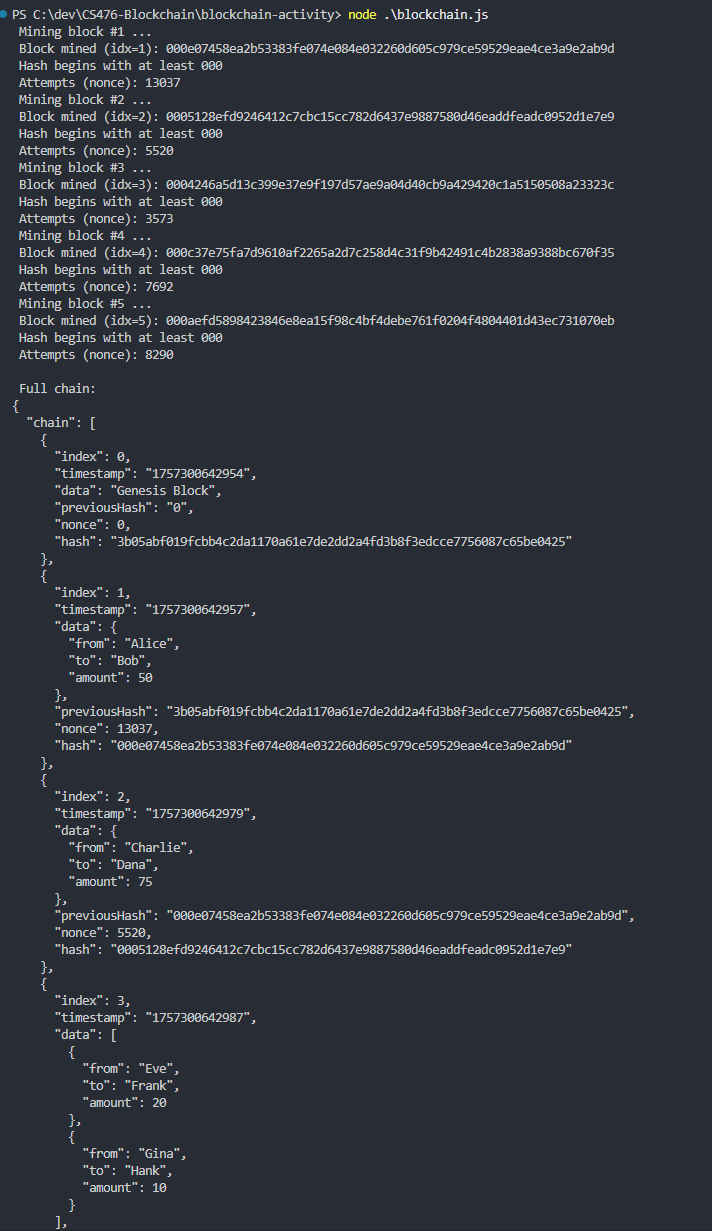 PS C:\dev\CS476-Blockchain\blockchain-activity> node .\blockchain.js
Mining block #1 ...
Block mined (idx=1): 000e07458ea2b53383fe074e084e032260d605c979ce59529eae4ce3a9e2ab9d
Hash begins with at least 000
Attempts (nonce): 13037
Mining block #2 ...
Block mined (idx=2): 0005128efd9246412c7cbc15cc782d6437e9887580d46eaddfeadc0952d1e7e9
Hash begins with at least 000
Attempts (nonce): 5520
Mining block #3 ...
Block mined (idx=3): 0004246a5d13c399e37e9f197d57ae9a04d40cb9a429420c1a5150508a23323c
Hash begins with at least 000
Attempts (nonce): 3573
Mining block #4 ...
Block mined (idx=4): 000c37e75fa7d9610af2265a2d7c258d4c31f9b42491c4b2838a9388bc670f35
Hash begins with at least 000
Attempts (nonce): 7692
Mining block #5 ...
Block mined (idx=5): 000aefd5898423846e8ea15f98c4bf4debe761f0204f4804401d43ec731070eb
Hash begins with at least 000
Attempts (nonce): 8290

Full chain:
{
  "chain": [
    {
      "index": 0,
      "timestamp": "1757300642954",
      "data": "Genesis Block",
      "previousHash": "0",
      "nonce": 0,
      "hash": "3b05abf019fcbb4c2da1170a61e7de2dd2a4fd3b8f3edcce7756087c65be0425"
    },
    {
      "index": 1,
      "timestamp": "1757300642957",
      "data": {
        "from": "Alice",
        "to": "Bob",
        "amount": 50
      },
      "previousHash": "3b05abf019fcbb4c2da1170a61e7de2dd2a4fd3b8f3edcce7756087c65be0425",
      "nonce": 13037,
      "hash": "000e07458ea2b53383fe074e084e032260d605c979ce59529eae4ce3a9e2ab9d"
    },
    {
      "index": 2,
      "timestamp": "1757300642979",
      "data": {
        "from": "Charlie",
        "to": "Dana",
        "amount": 75
      },
      "previousHash": "000e07458ea2b53383fe074e084e032260d605c979ce59529eae4ce3a9e2ab9d",
      "nonce": 5520,
      "hash": "0005128efd9246412c7cbc15cc782d6437e9887580d46eaddfeadc0952d1e7e9"
    },
    {
      "index": 3,
      "timestamp": "1757300642987",
      "data": [
        {
          "from": "Eve",
          "to": "Frank",
          "amount": 20
        },
        {
          "from": "Gina",
          "to": "Hank",
          "amount": 10
        }
      ],